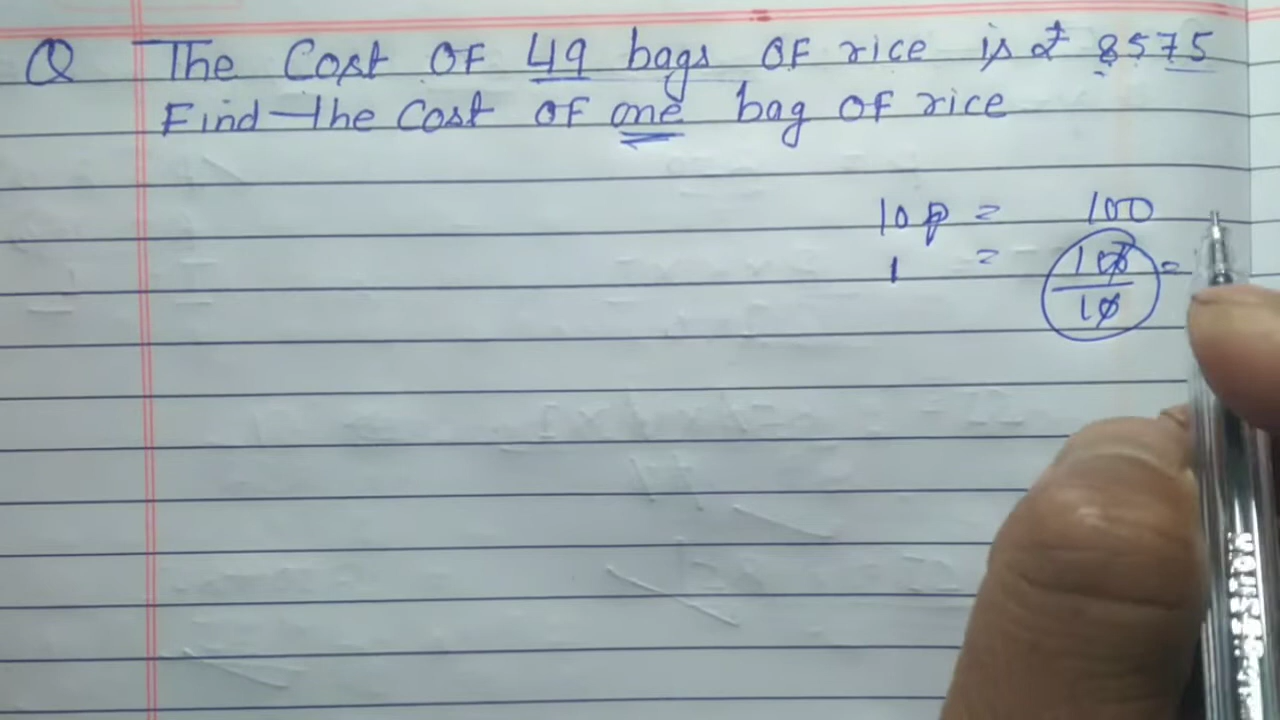 Q The Cost OF 49 bags OF rice is ₹ 8575
Find the Cost OF one bag OF rice
10 p = 100
1 = 100/10 =